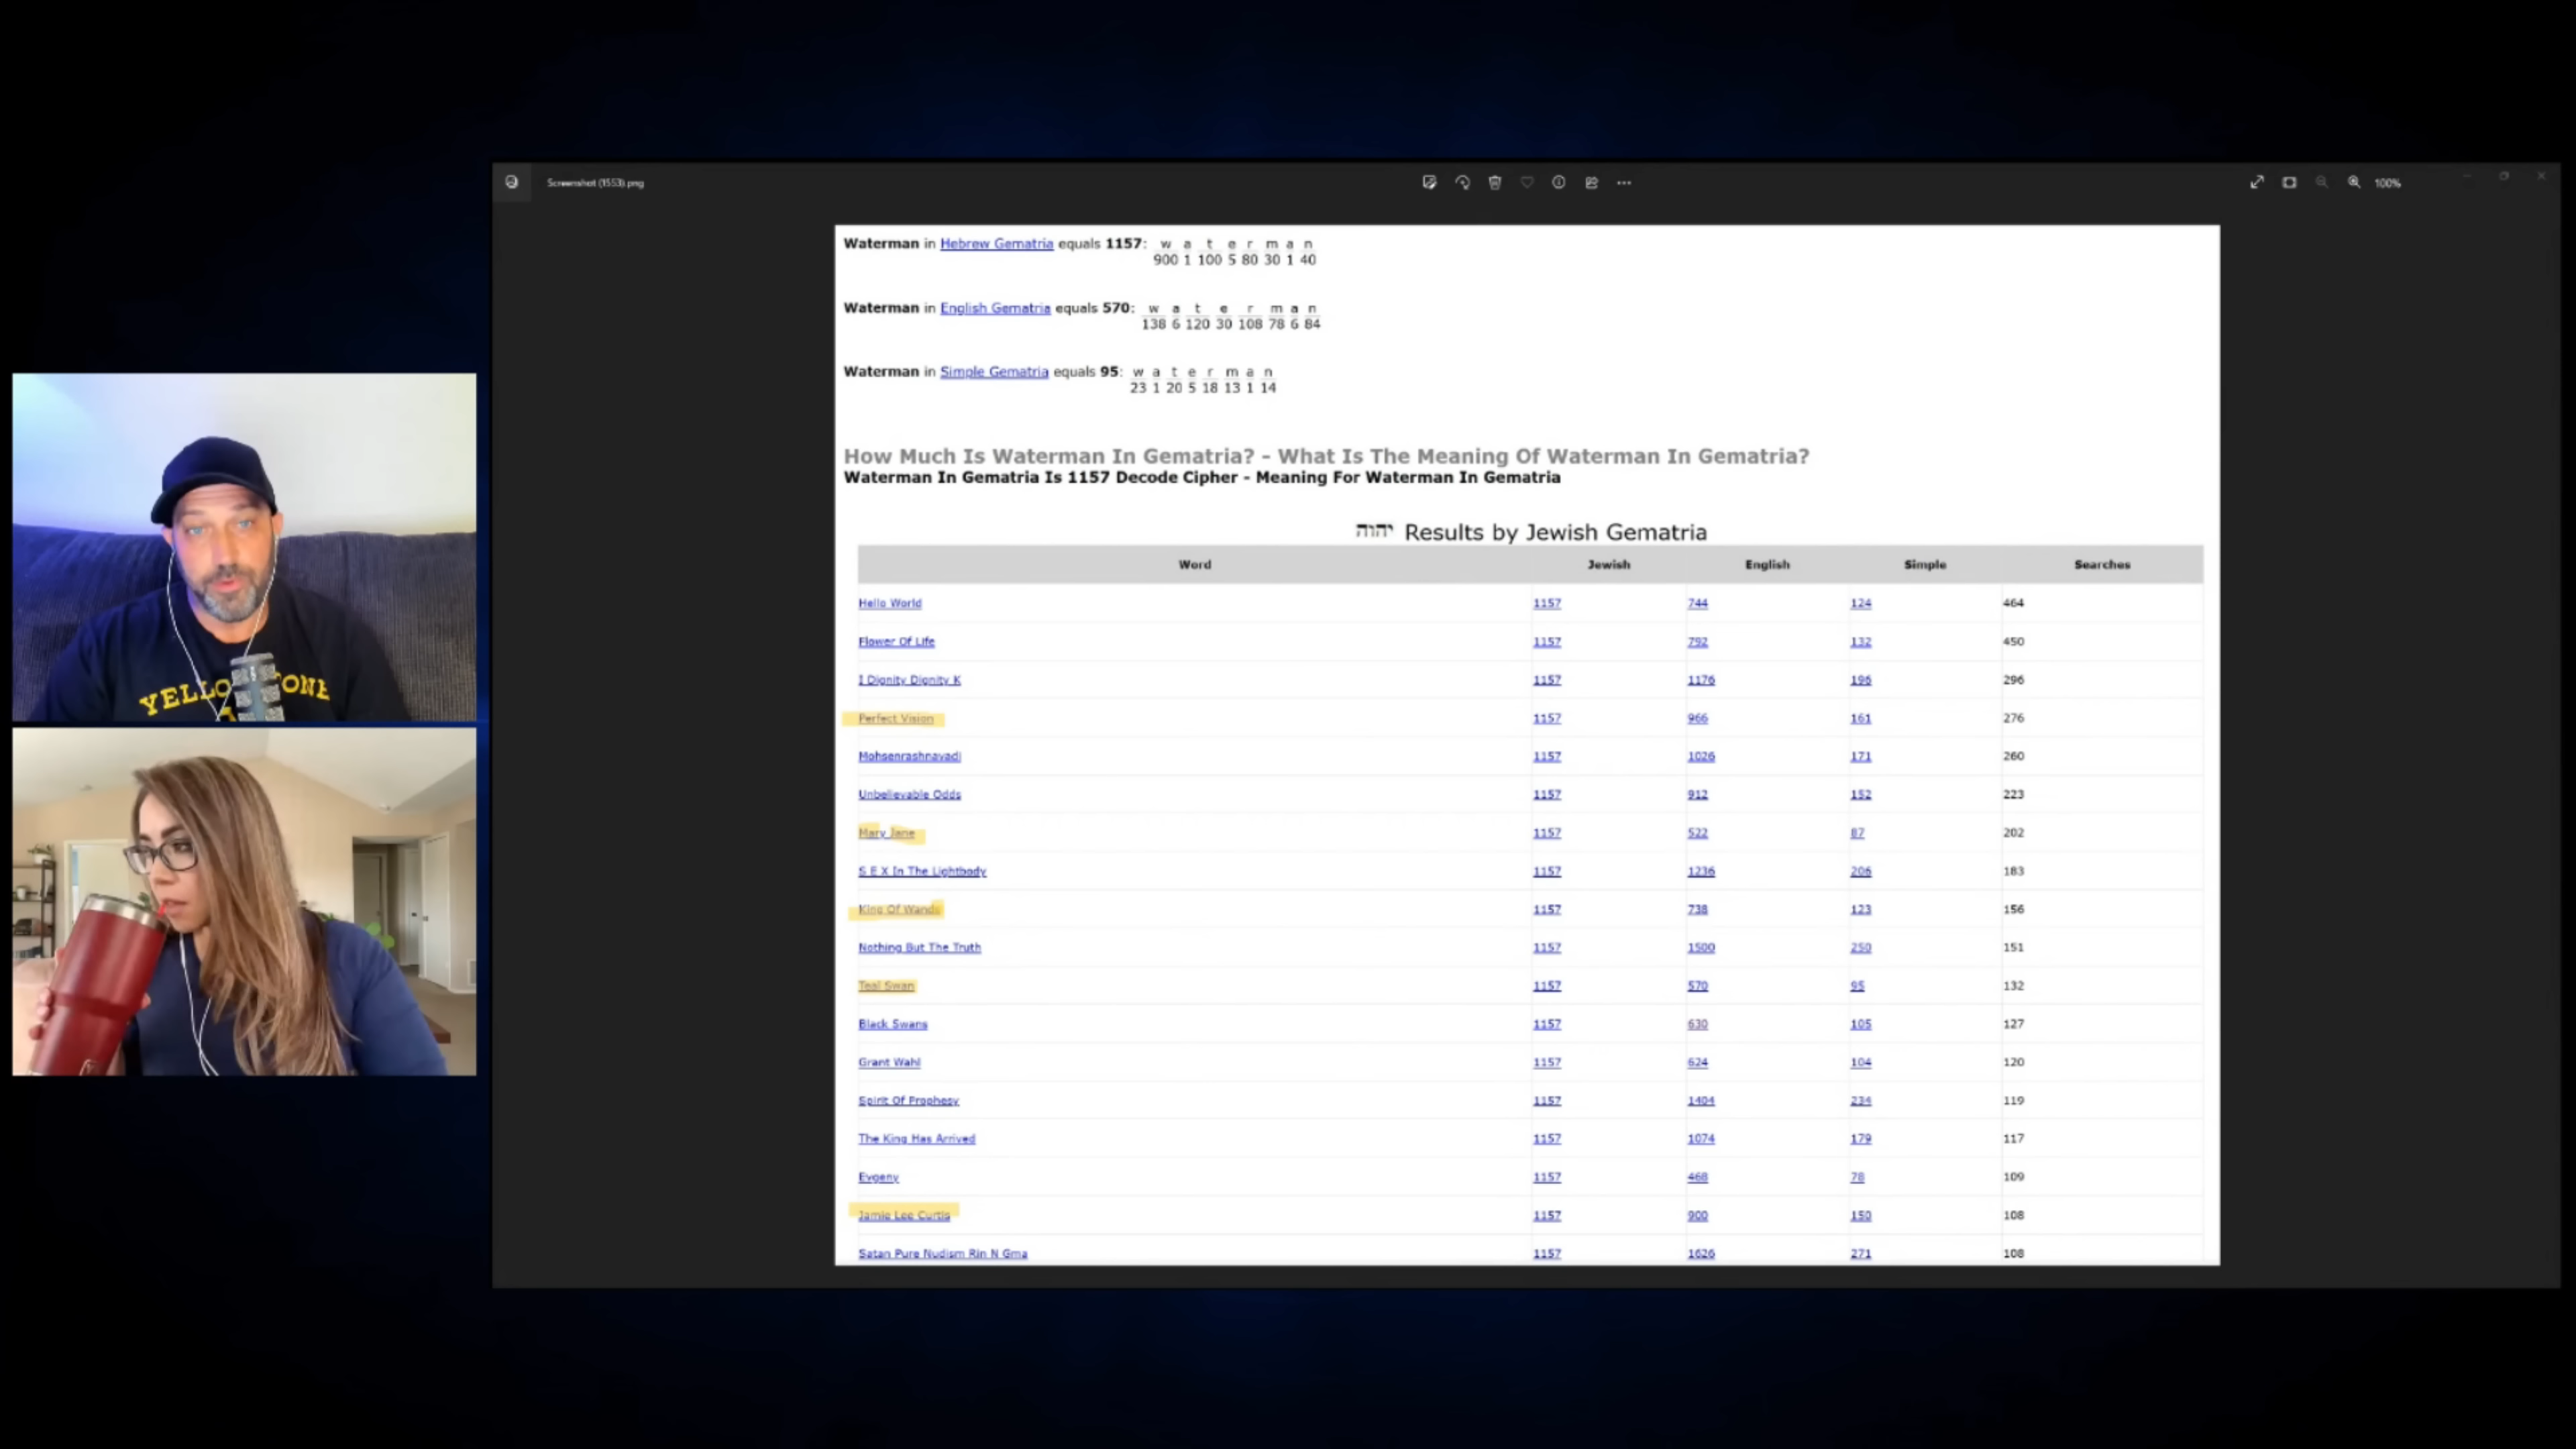 Screenshot (1553).png
100%
Waterman in Hebrew Gematria equals 1157: w a t e r m a n
900 1 100 5 80 30 1 40
Waterman in English Gematria equals 570: w a t e r m a n
138 6 120 30 108 78 6 84
Waterman in Simple Gematria equals 95: w a t e r m a n
23 1 20 5 18 13 1 14
How Much Is Waterman In Gematria? - What Is The Meaning Of Waterman In Gematria?
Waterman In Gematria Is 1157 Decode Cipher - Meaning For Waterman In Gematria
יהוה Results by Jewish Gematria
Word Jewish English Simple Searches
Hello World 1157 744 124 464
Flower Of Life 1157 792 132 450
I Dignity Dignity K 1157 1176 196 296
Perfect Vision 1157 966 161 276
Mohsenrashnavadi 1157 1026 171 260
Unbelievable Odds 1157 912 152 223
Mary Jane 1157 522 87 202
S E X In The Lightbody 1157 1236 206 183
King Of Wands 1157 738 123 156
Nothing But The Truth 1157 1500 250 151
Teal Swan 1157 570 95 132
Black Swans 1157 630 105 127
Grant Wahl 1157 624 104 120
Spirit Of Prophesy 1157 1404 234 119
The King Has Arrived 1157 1074 179 117
Evgeny 1157 468 78 109
Jamie Lee Curtis 1157 900 150 108
Satan Pure Nudism Rin N Gma 1157 1626 271 108